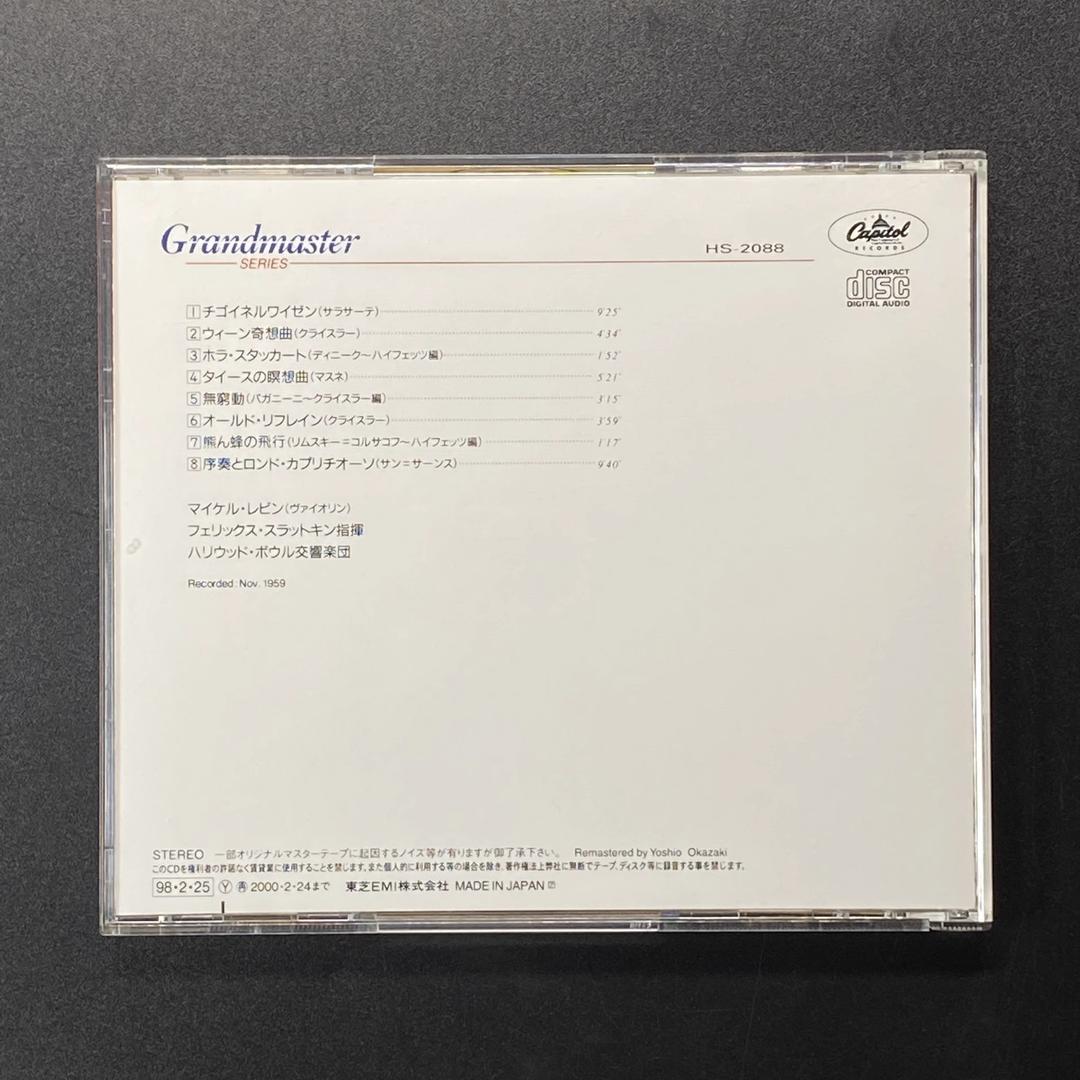 Grandmaster
SERIES
HS-2088
Capitol
RECORDS
COMPACT
disc
DIGITAL AUDIO
1 チゴイネルワイゼン(サラサーテ) 9'25"
2 ウィーン奇想曲(クライスラー) 4'34"
3 ホラ・スタッカート(ディニーク～ハイフェッツ編) 1'52"
4 タイースの瞑想曲(マスネ) 5'21"
5 無窮動(パガニーニ～クライスラー編) 3'15"
6 オールド・リフレイン(クライスラー) 3'59"
7 熊ん蜂の飛行(リムスキー＝コルサコフ～ハイフェッツ編) 1'17"
8 序奏とロンド・カプリチオーソ(サン＝サーンス) 9'40"
マイケル・レビン(ヴァイオリン)
フェリックス・スラットキン指揮
ハリウッド・ボウル交響楽団
Recorded: Nov. 1959
STEREO 一部オリジナルマスターテープに起因するノイズ等が有りますが御了承下さい。 Remastered by Yoshio Okazaki
このCDを権利者の許諾なく賃貸業に使用することを禁じます。また個人的に利用する等の場合を除き、著作権法上弊社に無断でテープ、ディスク等に録音する事を禁じます。
98・2・25 Ⓨ 2000・2・24まで 東芝EMI株式会社 MADE IN JAPAN